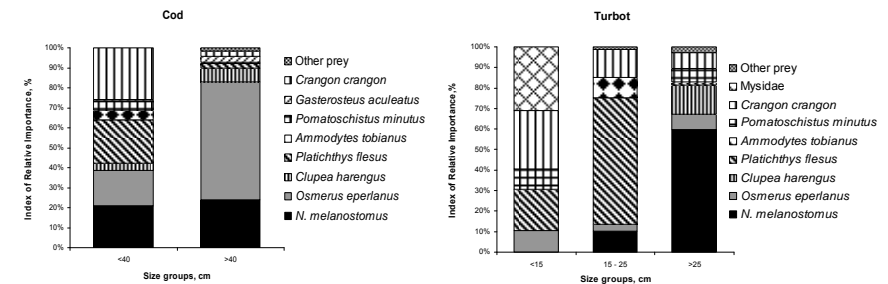 Cod
Index of Relative Importance, %
100%
90%
80%
70%
60%
50%
40%
30%
20%
10%
0%
<40
>40
Size groups, cm
Other prey
Crangon crangon
Gasterosteus aculeatus
Pomatoschistus minutus
Ammodytes tobianus
Platichthys flesus
Clupea harengus
Osmerus eperlanus
N. melanostomus
Turbot
Index of Relative Importance,%
100%
90%
80%
70%
60%
50%
40%
30%
20%
10%
0%
<15
15 - 25
>25
Size groups, cm
Other prey
Mysidae
Crangon crangon
Pomatoschistus minutus
Ammodytes tobianus
Platichthys flesus
Clupea harengus
Osmerus eperlanus
N. melanostomus